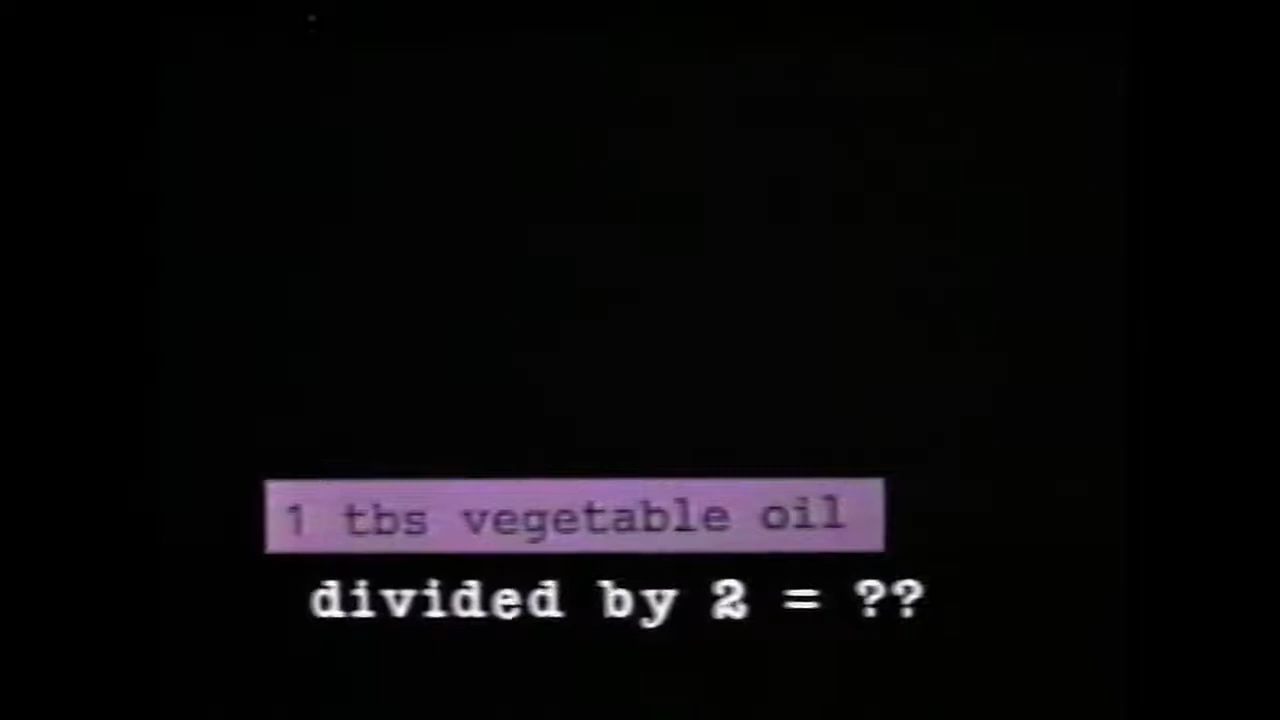 1 tbs vegetable oil
divided by 2 = ??